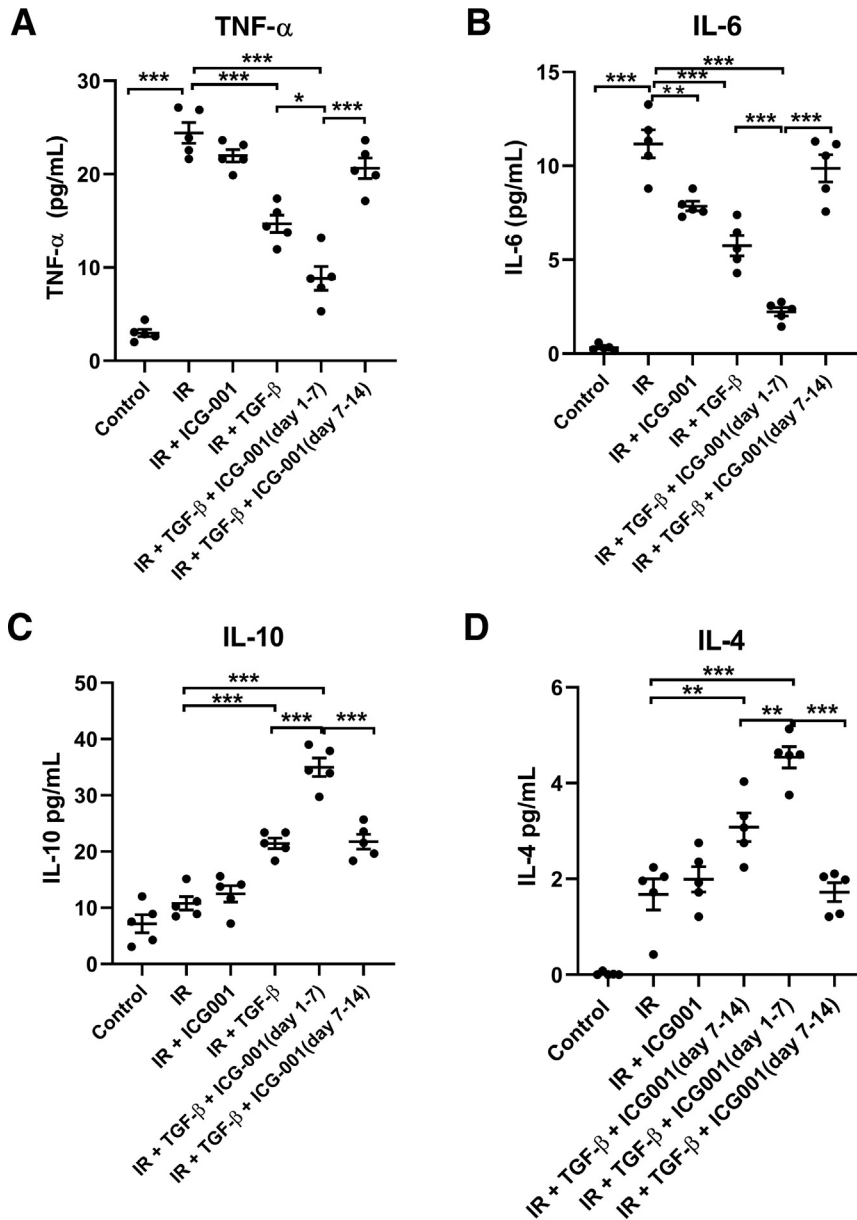 A
TNF-α
***
***
***
*
***
30
20
10
0
TNF-α (pg/mL)
Control
IR
IR + ICG-001
IR + TGF-β
IR + TGF-β + ICG-001(day 1-7)
IR + TGF-β + ICG-001(day 7-14)
B
IL-6
***
***
***
**
***
***
15
10
5
0
IL-6 (pg/mL)
Control
IR
IR + ICG-001
IR + TGF-β
IR + TGF-β + ICG-001(day 1-7)
IR + TGF-β + ICG-001(day 7-14)
C
IL-10
***
***
***
***
50
40
30
20
10
0
IL-10 pg/mL
Control
IR
IR + ICG001
IR + TGF-β
IR + TGF-β + ICG-001(day 1-7)
IR + TGF-β + ICG-001(day 7-14)
D
IL-4
***
**
**
***
6
4
2
0
IL-4 pg/mL
Control
IR
IR + ICG001
IR + TGF-β + ICG001(day 7-14)
IR + TGF-β + ICG001(day 1-7)
IR + TGF-β + ICG001(day 7-14)